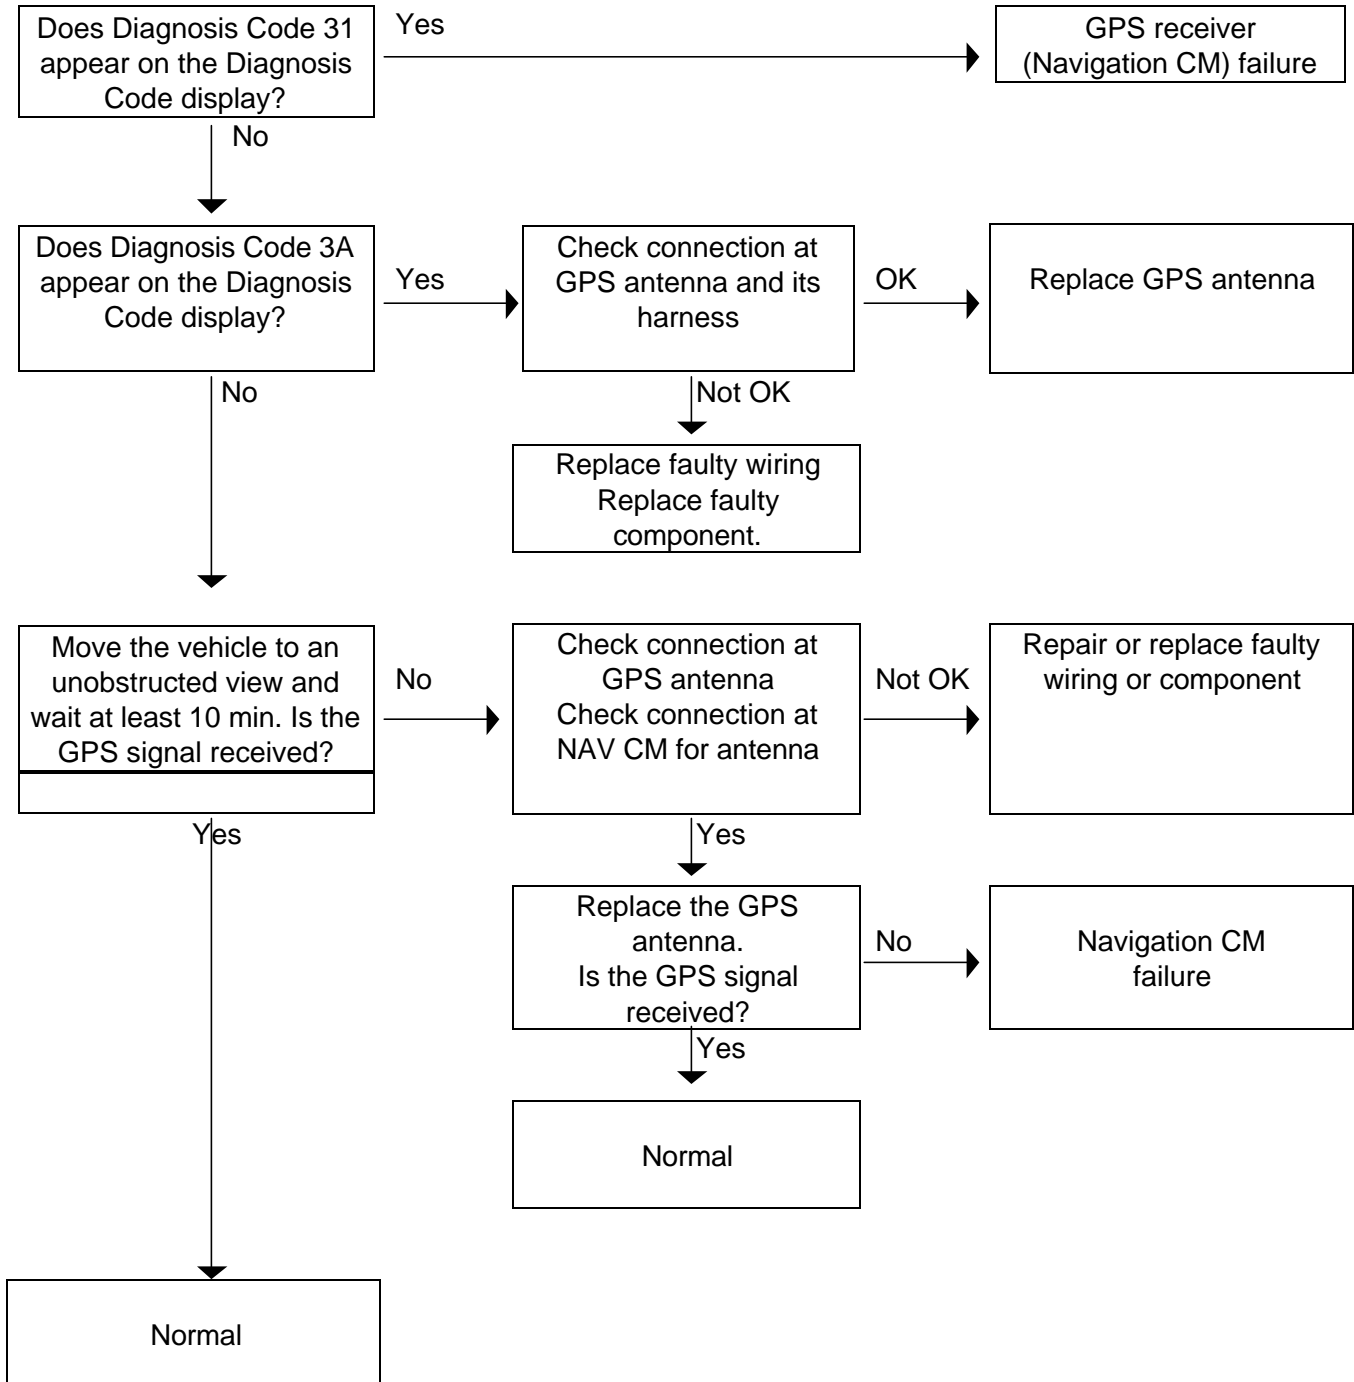 Does Diagnosis Code 31
appear on the Diagnosis
Code display?
Yes
GPS receiver
(Navigation CM) failure
No
Does Diagnosis Code 3A
appear on the Diagnosis
Code display?
Yes
Check connection at
GPS antenna and its
harness
OK
Replace GPS antenna
No
Not OK
Replace faulty wiring
Replace faulty
component.
Move the vehicle to an
unobstructed view and
wait at least 10 min. Is the
GPS signal received?
No
Check connection at
GPS antenna
Check connection at
NAV CM for antenna
Not OK
Repair or replace faulty
wiring or component
Yes
Yes
Replace the GPS
antenna.
Is the GPS signal
received?
No
Navigation CM
failure
Yes
Normal
Normal